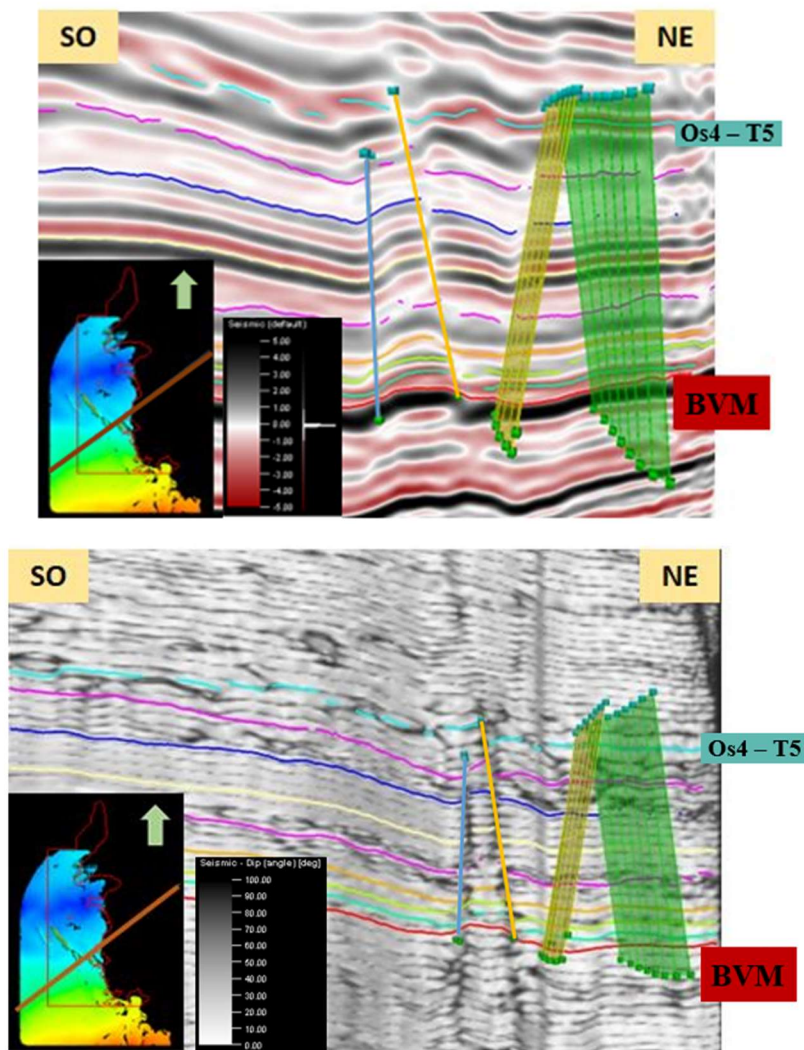 SO
NE
Os4 – T5
Seismic (default)
5.00
4.00
3.00
2.00
1.00
0.00
-1.00
-2.00
-3.00
-4.00
-5.00
BVM
SO
NE
Os4 – T5
Seismic - Dip (angle) [deg]
100.00
90.00
80.00
70.00
60.00
50.00
40.00
30.00
20.00
10.00
0.00
BVM